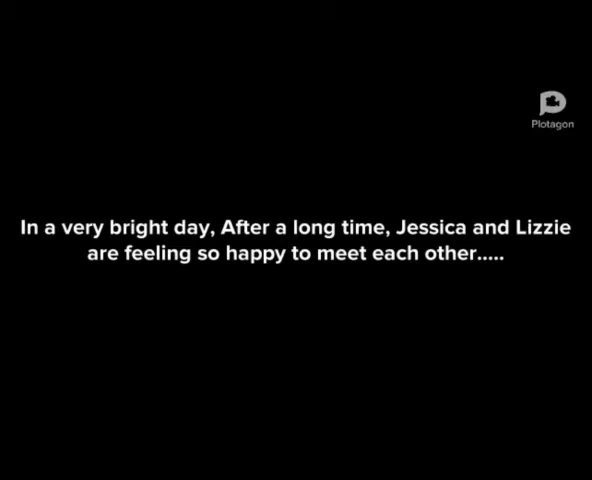 Plotagon
In a very bright day, After a long time, Jessica and Lizzie
are feeling so happy to meet each other.....